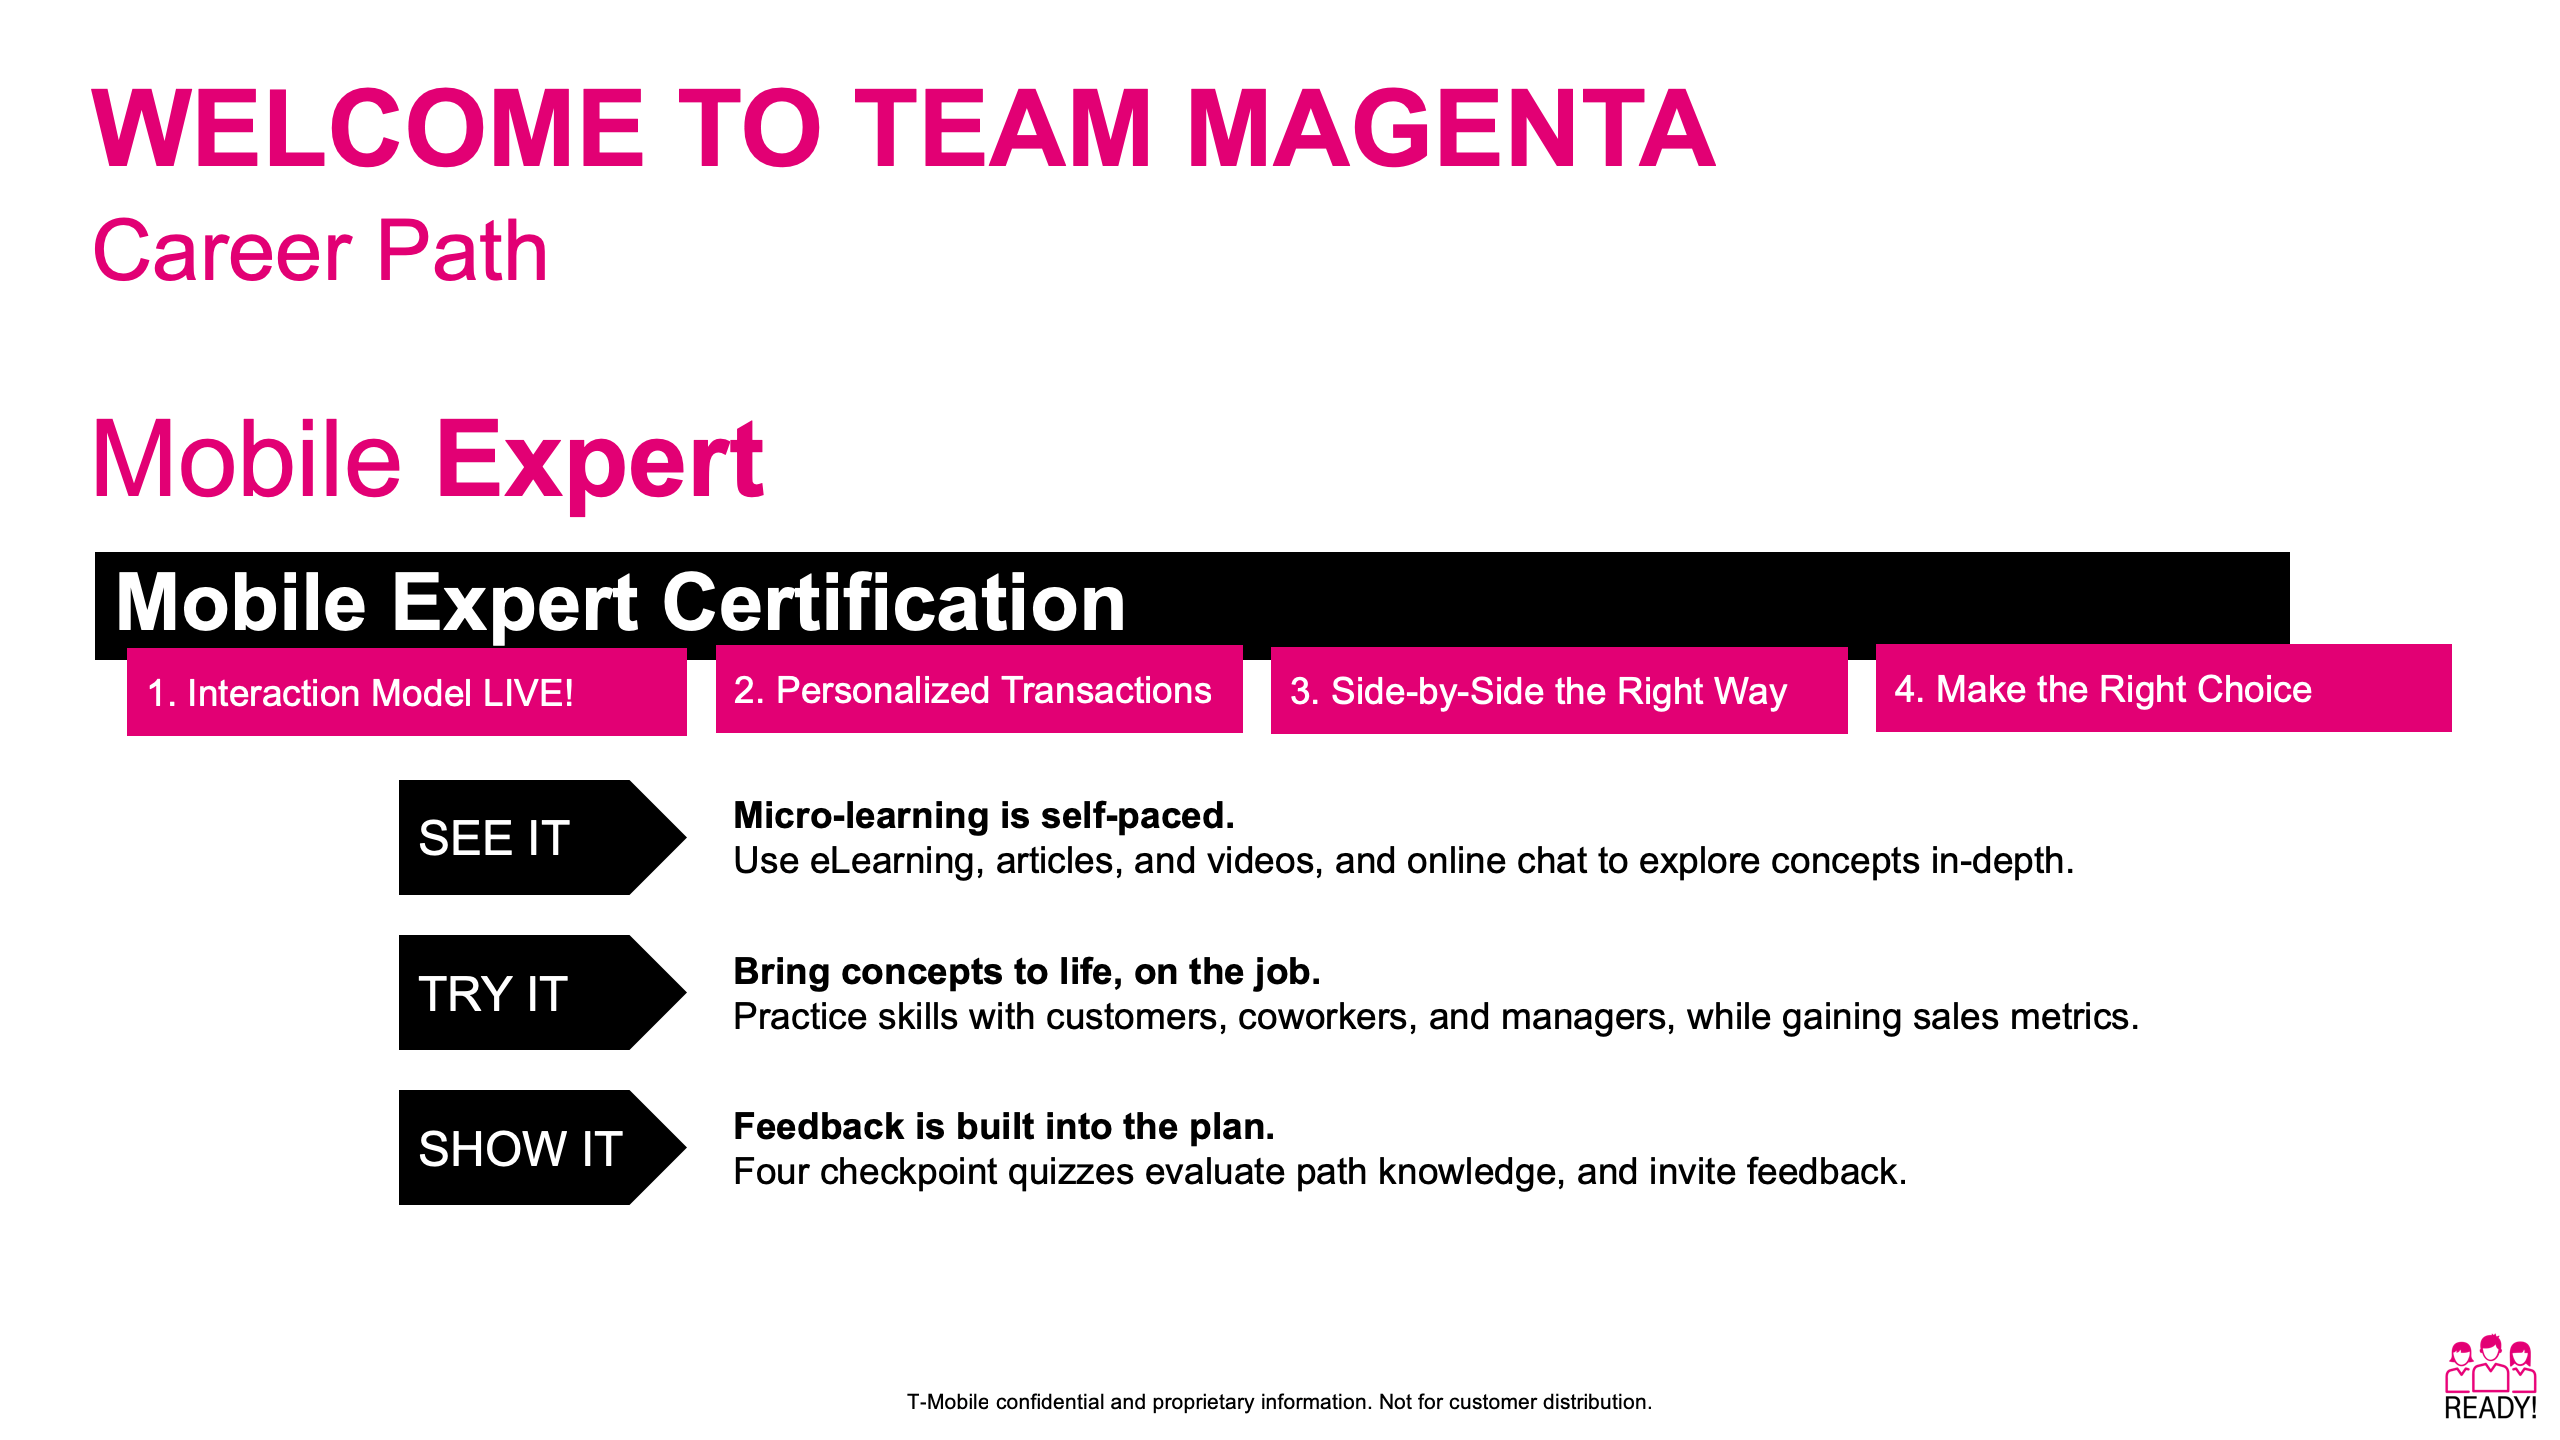 WELCOME TO TEAM MAGENTA
Career Path
Mobile Expert
Mobile Expert Certification
1. Interaction Model LIVE!
2. Personalized Transactions
3. Side-by-Side the Right Way
4. Make the Right Choice
SEE IT
Micro-learning is self-paced.
Use eLearning, articles, and videos, and online chat to explore concepts in-depth.
TRY IT
Bring concepts to life, on the job.
Practice skills with customers, coworkers, and managers, while gaining sales metrics.
SHOW IT
Feedback is built into the plan.
Four checkpoint quizzes evaluate path knowledge, and invite feedback.
T-Mobile confidential and proprietary information. Not for customer distribution.
READY!